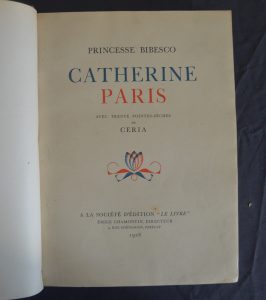 PRINCESSE BIBESCO
CATHERINE
PARIS
AVEC TRENTE POINTES-SÈCHES
DE
CERIA
A LA SOCIÉTÉ D'ÉDITION "LE LIVRE"
ÉMILE CHAMONTIN, DIRECTEUR
1928